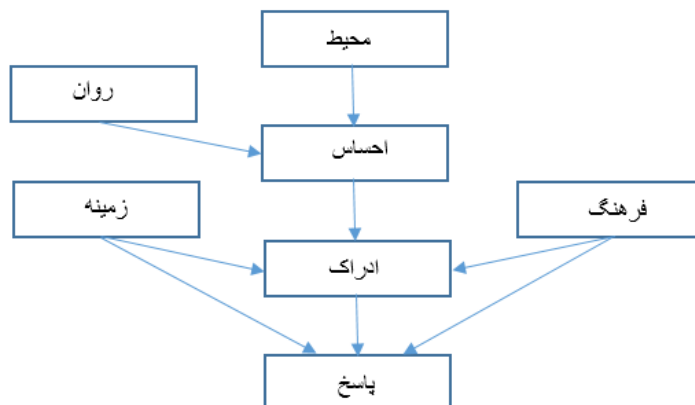 محیط
روان
احساس
زمینه
فرهنگ
ادراک
پاسخ